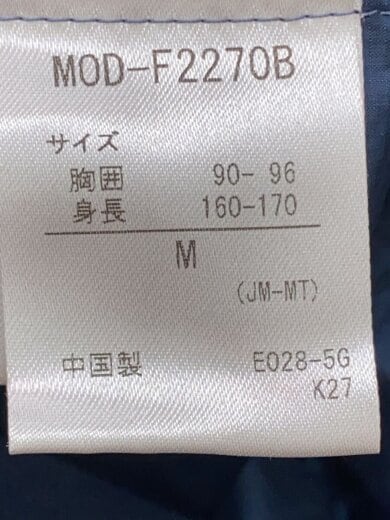 MOD-F2270B
サイズ
胸囲 90- 96
身長 160-170
M
(JM-MT)
中国製 E028-5G
K27